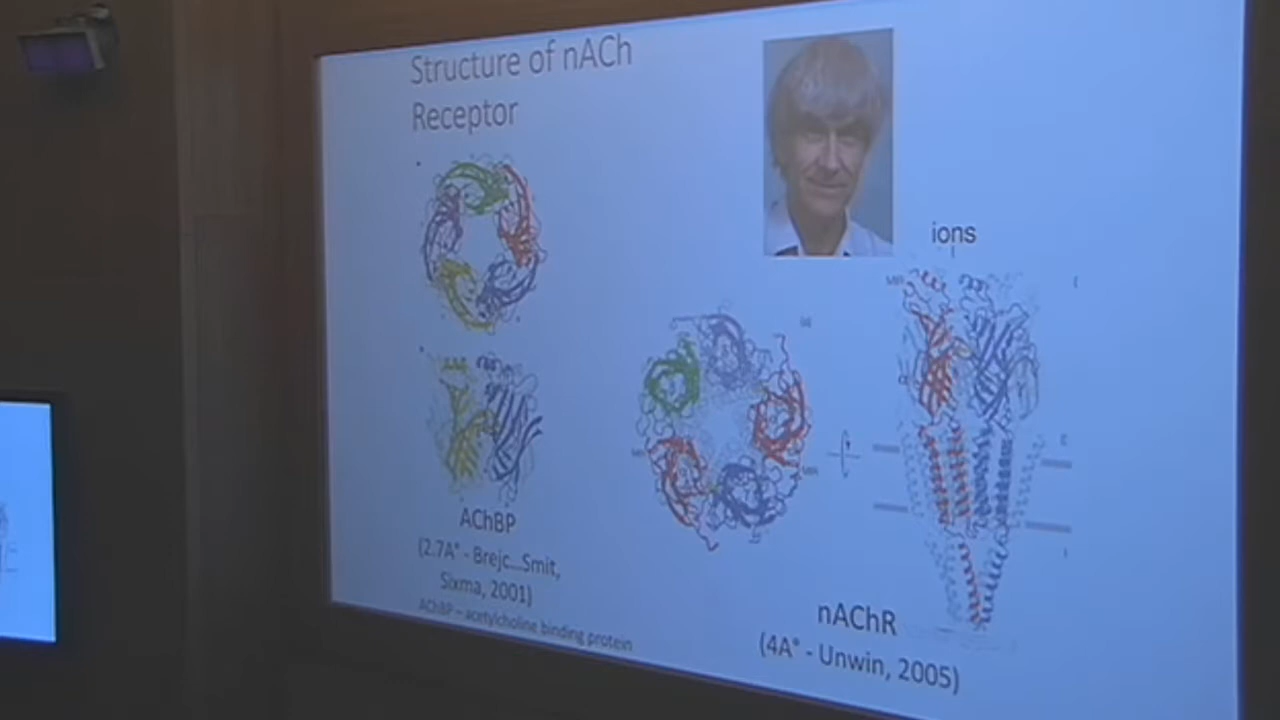 Structure of nACh
Receptor
ions
AChBP
(2.7A° - Brejc...Smit,
Sixma, 2001)
AChBP – acetylcholine binding protein
nAChR
(4A° - Unwin, 2005)